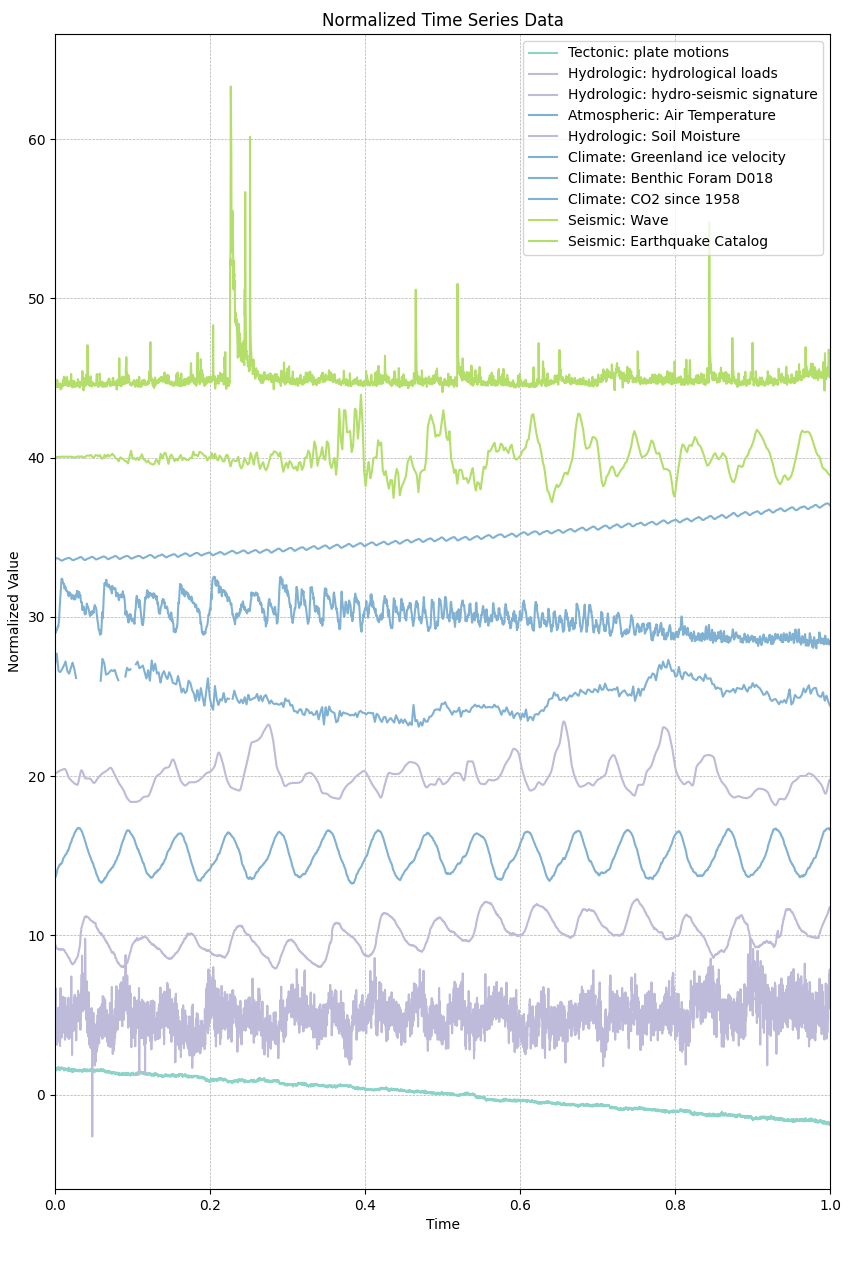 Normalized Time Series Data
Tectonic: plate motions
Hydrologic: hydrological loads
Hydrologic: hydro-seismic signature
Atmospheric: Air Temperature
Hydrologic: Soil Moisture
Climate: Greenland ice velocity
Climate: Benthic Foram D018
Climate: CO2 since 1958
Seismic: Wave
Seismic: Earthquake Catalog
60
50
40
30
20
10
0
Normalized Value
0.0 0.2 0.4 0.6 0.8 1.0
Time